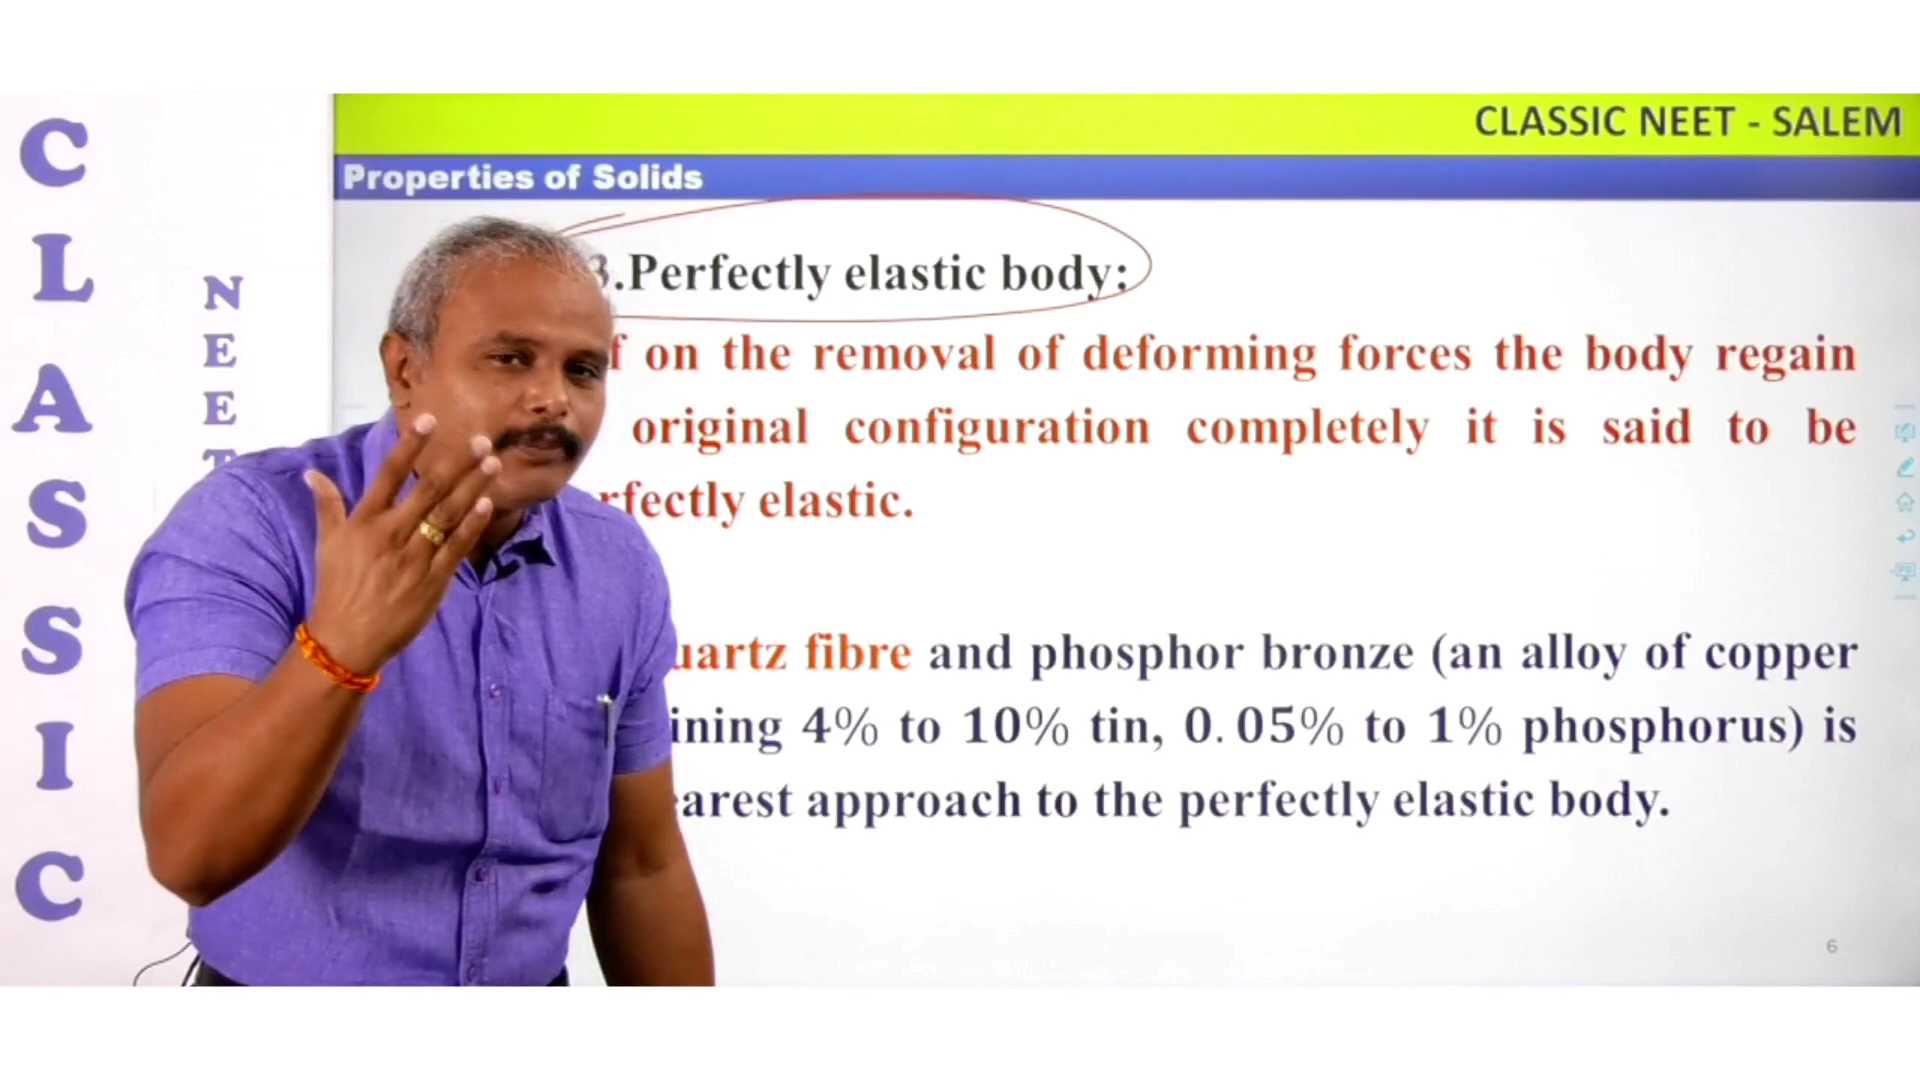 CLASSIC
NEET
CLASSIC NEET - SALEM
Properties of Solids
3.Perfectly elastic body:
on the removal of deforming forces the body regain
original configuration completely it is said to be
elastic.
fibre and phosphor bronze (an alloy of copper
4% to 10% tin, 0.05% to 1% phosphorus) is
approach to the perfectly elastic body.
6